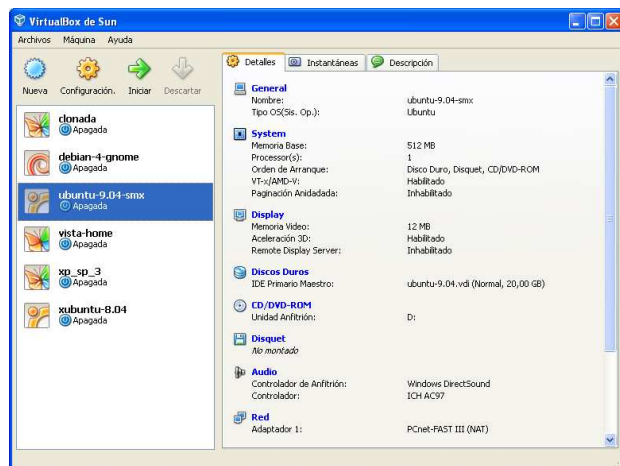 VirtualBox de Sun
Archivos Máquina Ayuda
Nueva Configuración. Iniciar Descartar
clonada
Apagada
debian-4-gnome
Apagada
ubuntu-9.04-smx
Apagada
vista-home
Apagada
xp_sp_3
Apagada
xubuntu-8.04
Apagada
Detalles Instantáneas Descripción
General
Nombre: ubuntu-9.04-smx
Tipo OS(Sis. Op.): Ubuntu
System
Memoria Base: 512 MB
Processor(s): 1
Orden de Arranque: Disco Duro, Disquet, CD/DVD-ROM
VT-x/AMD-V: Habilitado
Paginación Anidadada: Inhabilitado
Display
Memoria Video: 12 MB
Aceleración 3D: Habilitado
Remote Display Server: Inhabilitado
Discos Duros
IDE Primario Maestro: ubuntu-9.04.vdi (Normal, 20,00 GB)
CD/DVD-ROM
Unidad Anfitrión: D:
Disquet
No montado
Audio
Controlador de Anfitrión: Windows DirectSound
Controlador: ICH AC97
Red
Adaptador 1: PCnet-FAST III (NAT)